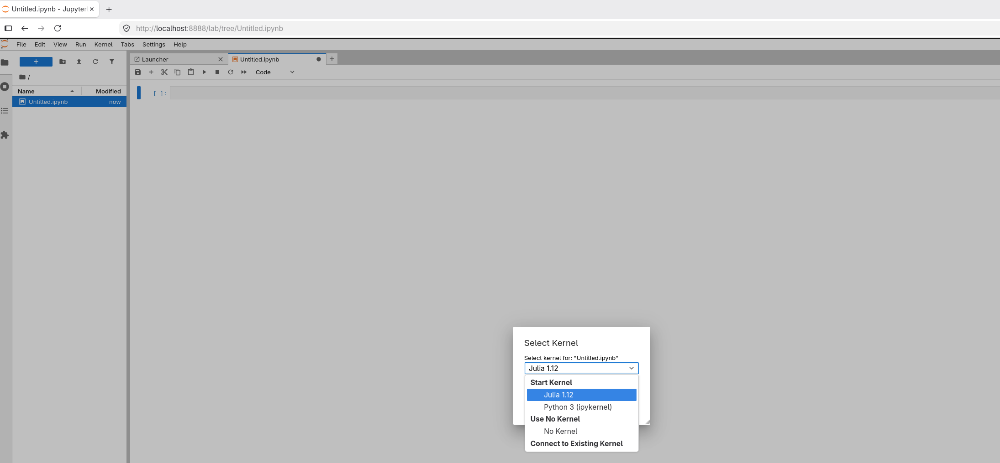 Untitled.ipynb - Jupyter
http://localhost:8888/lab/tree/Untitled.ipynb
File Edit View Run Kernel Tabs Settings Help
Launcher Untitled.ipynb
Code
/
Name Modified
Untitled.ipynb now
[ ]:
Select Kernel
Select kernel for: "Untitled.ipynb"
Julia 1.12
Start Kernel
Julia 1.12
Python 3 (ipykernel)
Use No Kernel
No Kernel
Connect to Existing Kernel